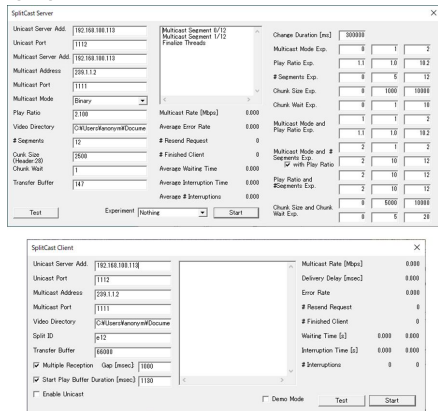 SplitCast Server
Unicast Server Add. 192.168.100.113
Unicast Port 1112
Multicast Server Add. 192.168.100.113
Multicast Address 239.1.1.2
Multicast Port 1111
Multicast Mode Binary
Play Ratio 2,100
Video Directory C:¥Users¥anonym¥Docume
# Segments 12
Cunk Size (Header:28) 2500
Chunk Wait 1
Transfer Buffer 147
Test
Experiment Nothing
Start
Multicast Segment 0/12
Multicast Segment 1/12
Finalize Threads
Multicast Rate [Mbps] 0.000
Average Error Rate 0.000
# Resend Request 0
# Finished Client 0
Average Waiting Time 0.000
Average Interruption Time 0.000
Average # Interruptions 0.000
Change Duration [ms] 300000
Multicast Mode Exp. 0 1 2
Play Ratio Exp. 1.1 1.0 10.2
# Segments Exp. 0 5 12
Chunk Size Exp. 0 1000 10000
Chunk Wait Exp. 0 1 10
Multicast Mode and Play Ratio Exp. 1 1 2
1.1 1.0 10.2
Multicast Mode and # Segments Exp. 2 1 2
with Play Ratio 2 10 12
Play Ratio and #Segments Exp. 2 10 12
2 10 12
Chunk Size and Chunk Wait Exp. 0 5000 10000
0 5 20
SplitCast Client
Unicast Server Add. 192.168.100.113
Unicast Port 1112
Multicast Address 239.1.1.2
Multicast Port 1111
Video Directory C:¥Users¥anonym¥Docume
Split ID e12
Transfer Buffer 66000
Multiple Reception Gap [msec] 1000
Start Play Buffer Duration [msec] 1130
Enable Unicast
Multicast Rate [Mbps] 0.000
Delivery Delay [msec] 0.000
Error Rate 0.000
# Resend Request 0
# Finished Client 0
Waiting Time [s] 0.000 0.000
Interruption Time [s] 0.000 0.000
# Interruptions 0 0
Demo Mode
Test
Start